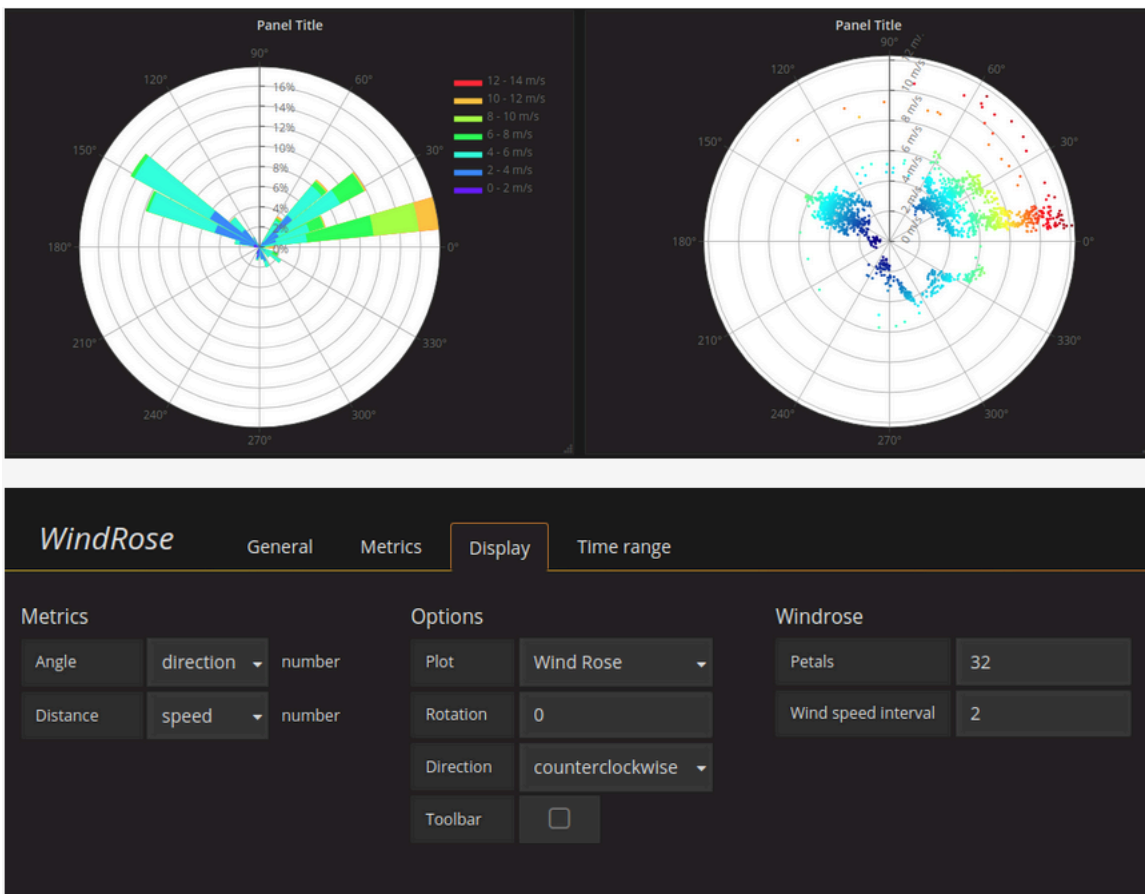 Panel Title
90°
120°
60°
150°
30°
180°
0°
210°
330°
240°
300°
270°
16%
14%
12%
10%
8%
6%
4%
0%
12 - 14 m/s
10 - 12 m/s
8 - 10 m/s
6 - 8 m/s
4 - 6 m/s
2 - 4 m/s
0 - 2 m/s
Panel Title
90°
120°
60°
150°
30°
180°
0°
210°
330°
240°
300°
270°
10 m/s
8 m/s
6 m/s
4 m/s
2 m/s
0 m/s
WindRose
General
Metrics
Display
Time range
Metrics
Angle
direction
number
Distance
speed
number
Options
Plot
Wind Rose
Rotation
0
Direction
counterclockwise
Toolbar
Windrose
Petals
32
Wind speed interval
2